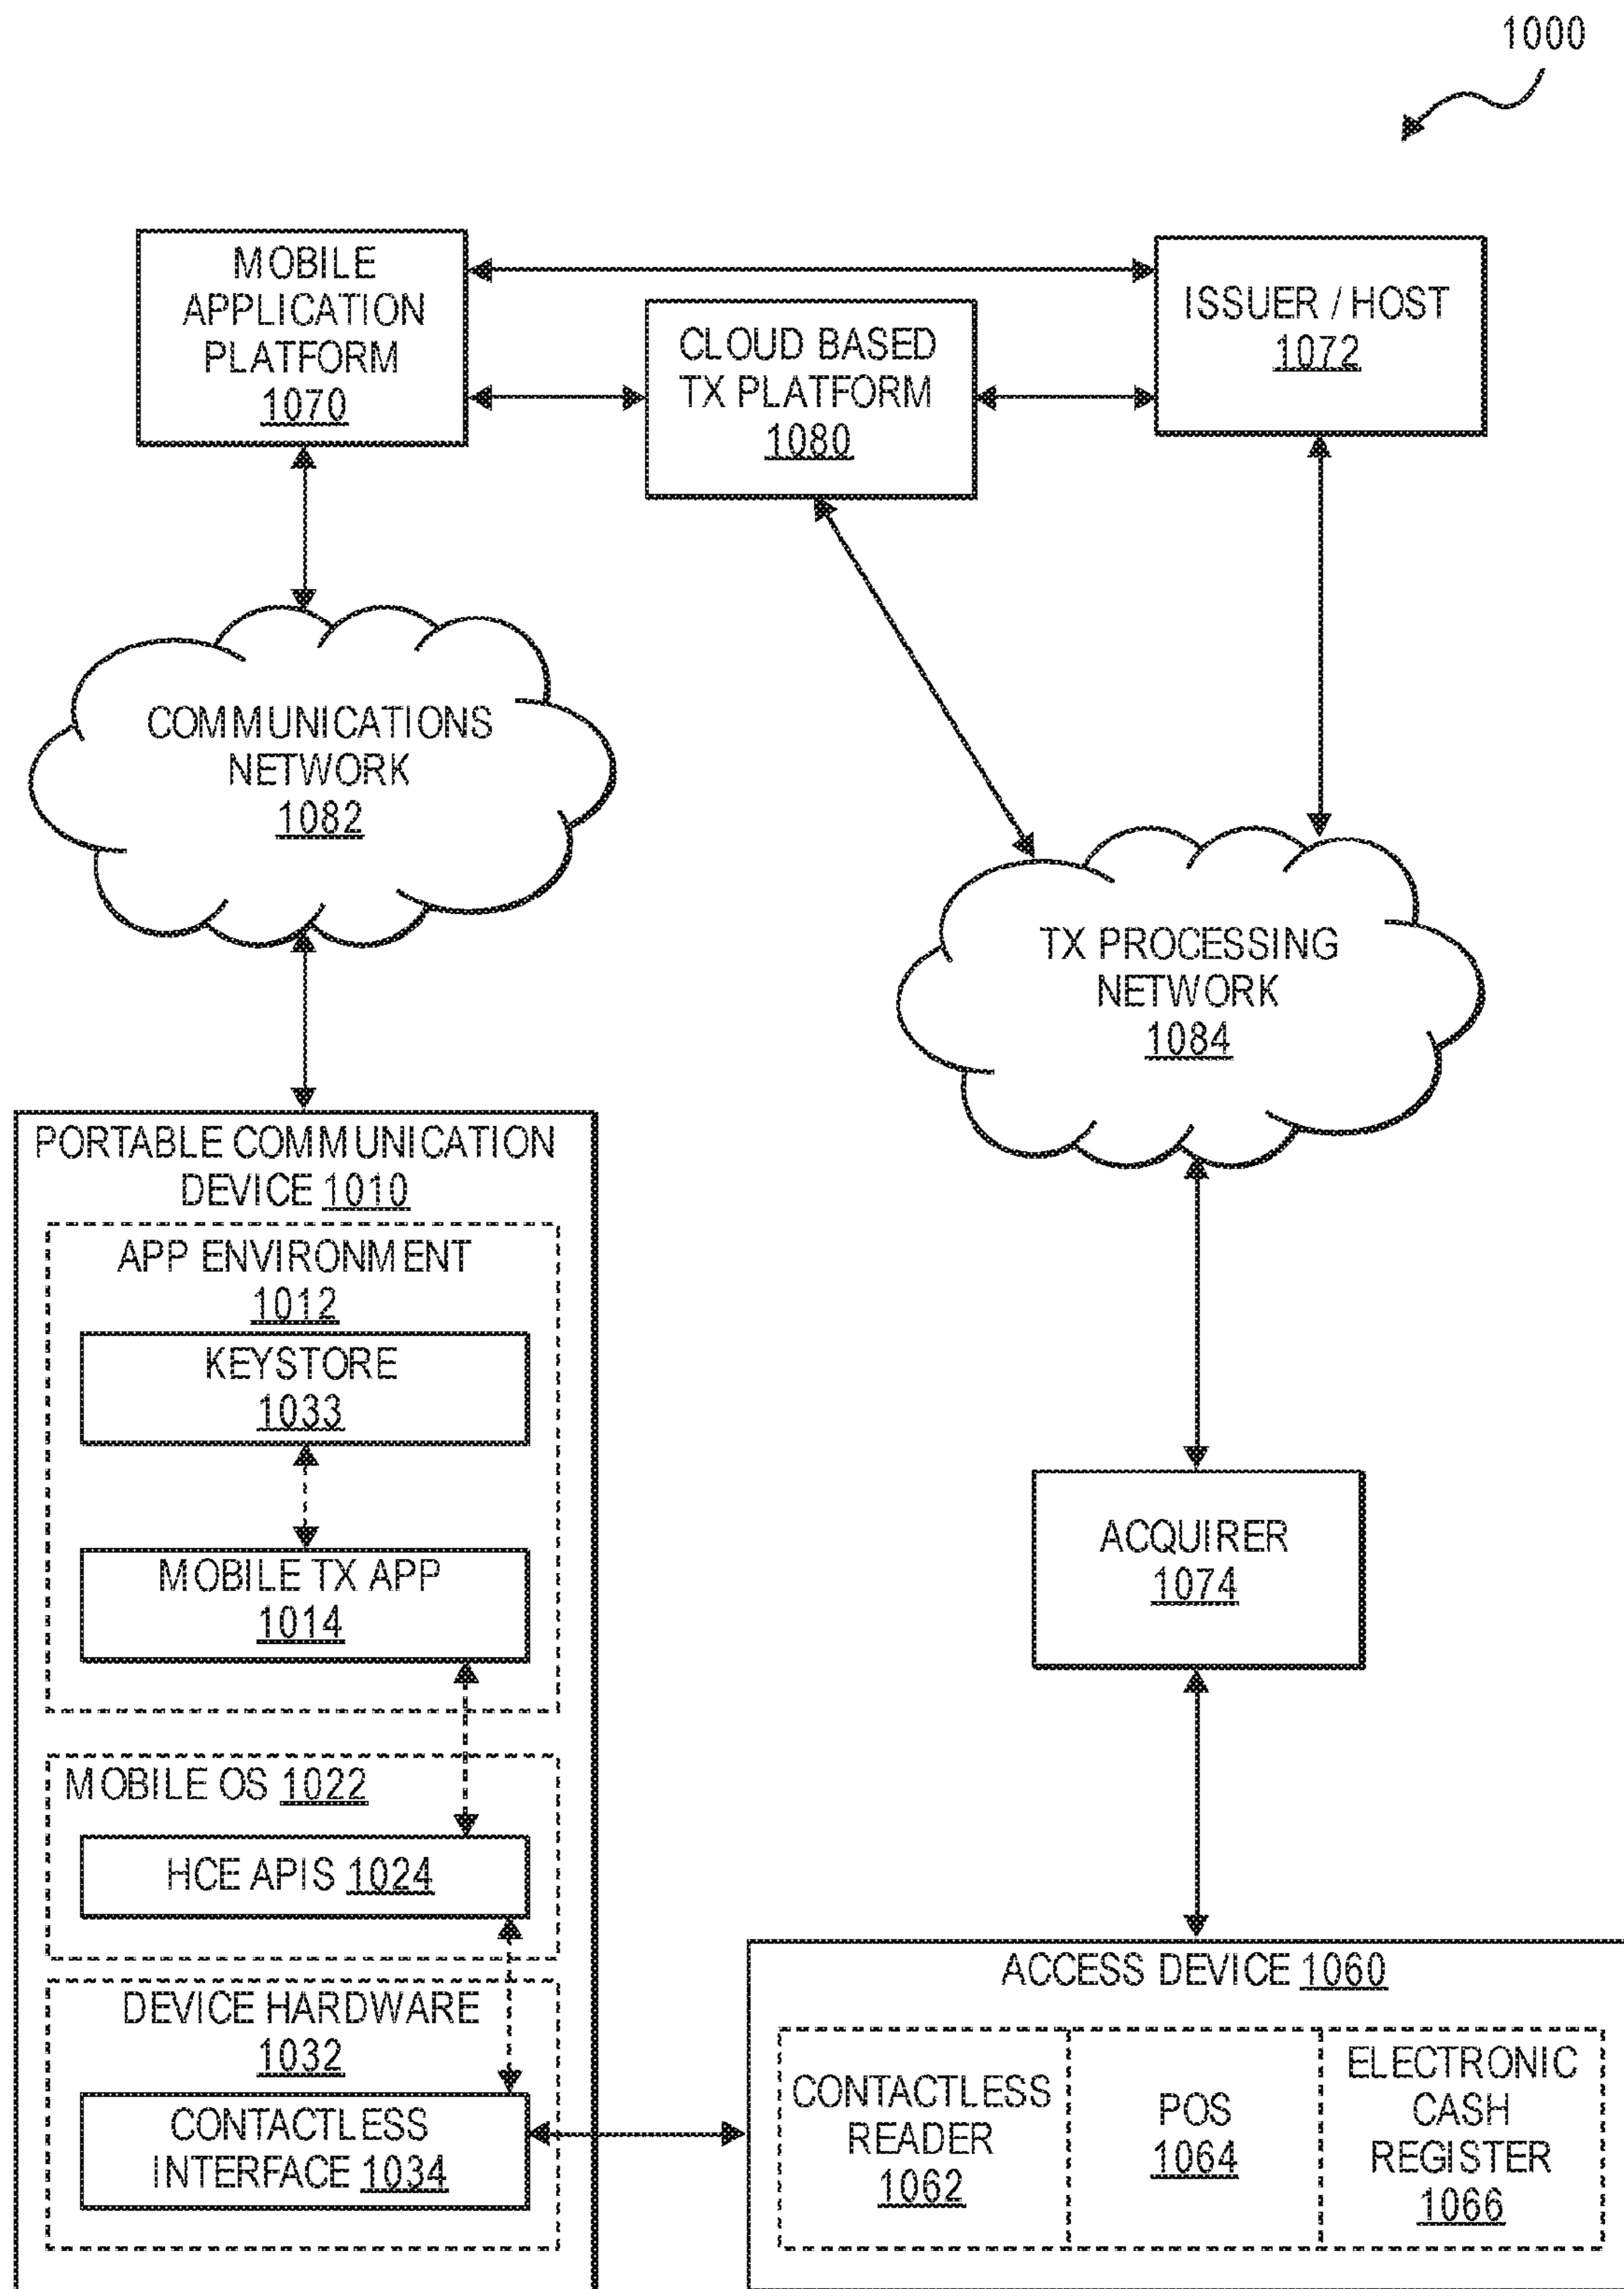 1000
MOBILE
APPLICATION
PLATFORM
1070
CLOUD BASED
TX PLATFORM
1080
ISSUER / HOST
1072
COMMUNICATIONS
NETWORK
1082
TX PROCESSING
NETWORK
1084
PORTABLE COMMUNICATION
DEVICE 1010
APP ENVIRONMENT
1012
KEYSTORE
1033
MOBILE TX APP
1014
MOBILE OS 1022
HCE APIS 1024
DEVICE HARDWARE
1032
CONTACTLESS
INTERFACE 1034
ACQUIRER
1074
ACCESS DEVICE 1060
CONTACTLESS
READER
1062
POS
1064
ELECTRONIC
CASH
REGISTER
1066